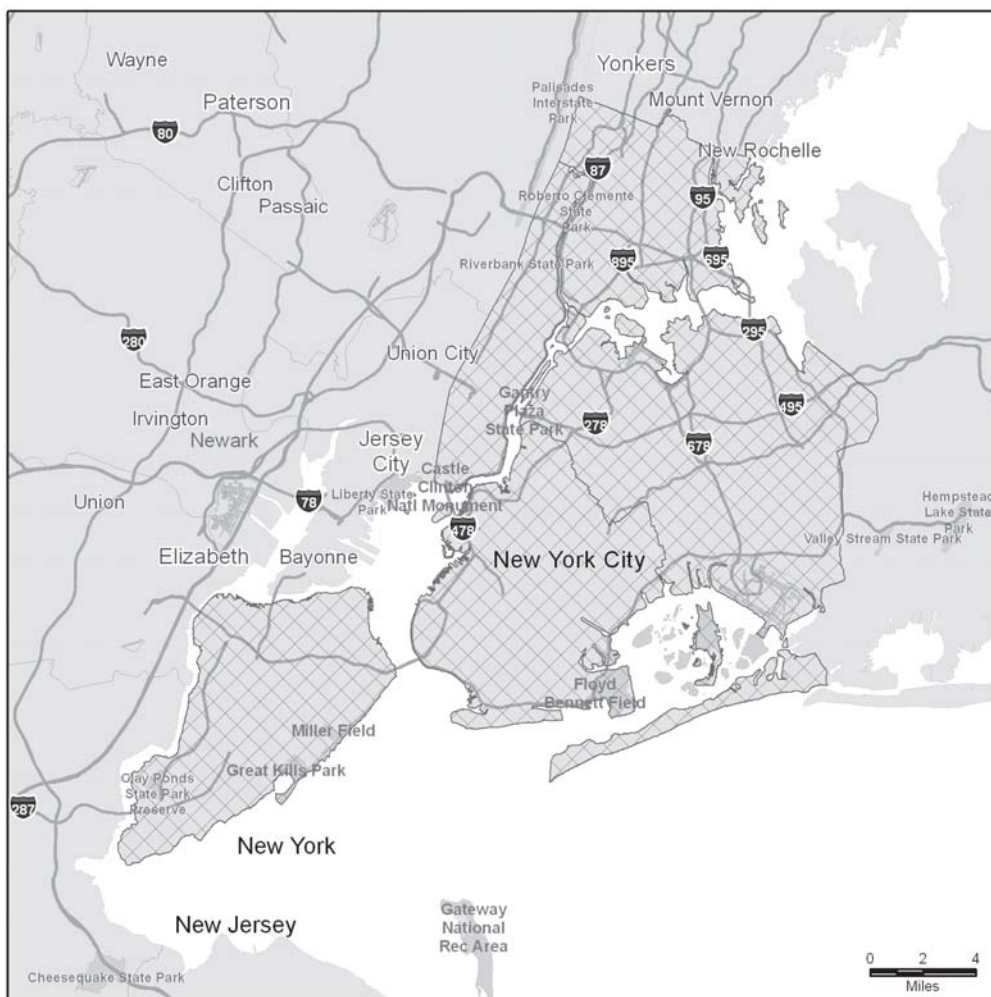 Wayne
Yonkers
Palisades
Interstate
Park
Paterson
Mount Vernon
80
New Rochelle
87
Clifton
Roberto Clemente
State
Park
95
Passaic
Riverbank State Park
895
695
280
295
Union City
East Orange
Gantry
Plaza
State Park
495
Irvington
278
Newark
678
Jersey
City
Castle
Clinton
Natl Monument
Union
78
Liberty State
Park
Hempstead
Lake State
Park
478
Valley Stream State Park
Elizabeth
Bayonne
New York City
Floyd
Bennett Field
Miller Field
Great Kills Park
Clay Ponds
State Park
Preserve
287
New York
New Jersey
Gateway
National
Rec Area
Cheesequake State Park
0 2 4
Miles